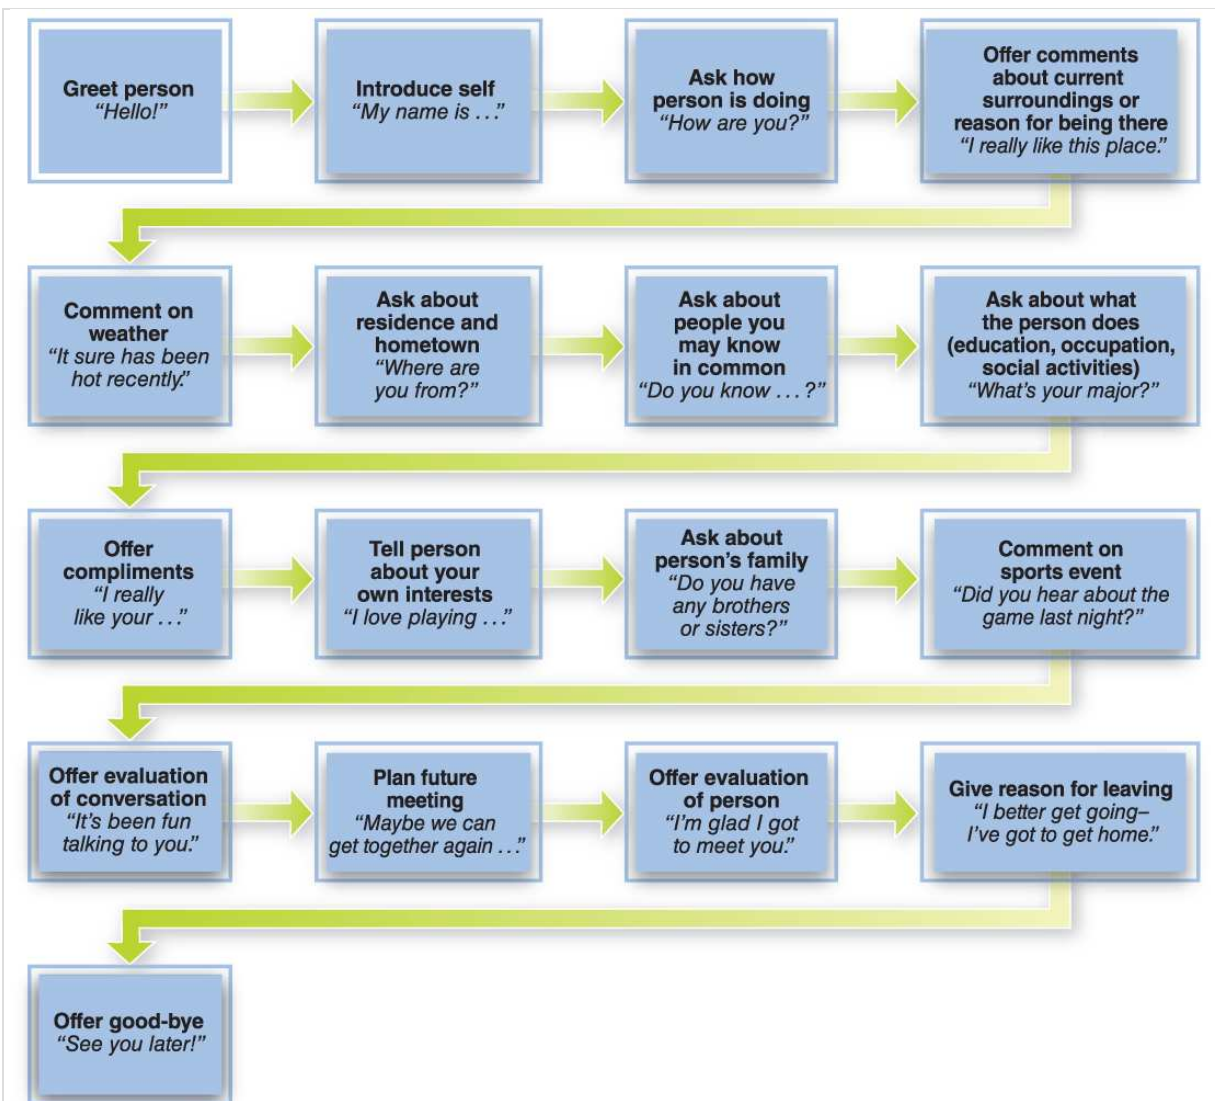 Greet person
“Hello!”
Introduce self
“My name is . . .”
Ask how
person is doing
“How are you?”
Offer comments
about current
surroundings or
reason for being there
“I really like this place.”
Comment on
weather
“It sure has been
hot recently.”
Ask about
residence and
hometown
“Where are
you from?”
Ask about
people you
may know
in common
“Do you know . . . ?”
Ask about what
the person does
(education, occupation,
social activities)
“What’s your major?”
Offer
compliments
“I really
like your . . .”
Tell person
about your
own interests
“I love playing . . .”
Ask about
person’s family
“Do you have
any brothers
or sisters?”
Comment on
sports event
“Did you hear about the
game last night?”
Offer evaluation
of conversation
“It’s been fun
talking to you.”
Plan future
meeting
“Maybe we can
get together again . . .”
Offer evaluation
of person
“I’m glad I got
to meet you.”
Give reason for leaving
“I better get going–
I’ve got to get home.”
Offer good-bye
“See you later!”